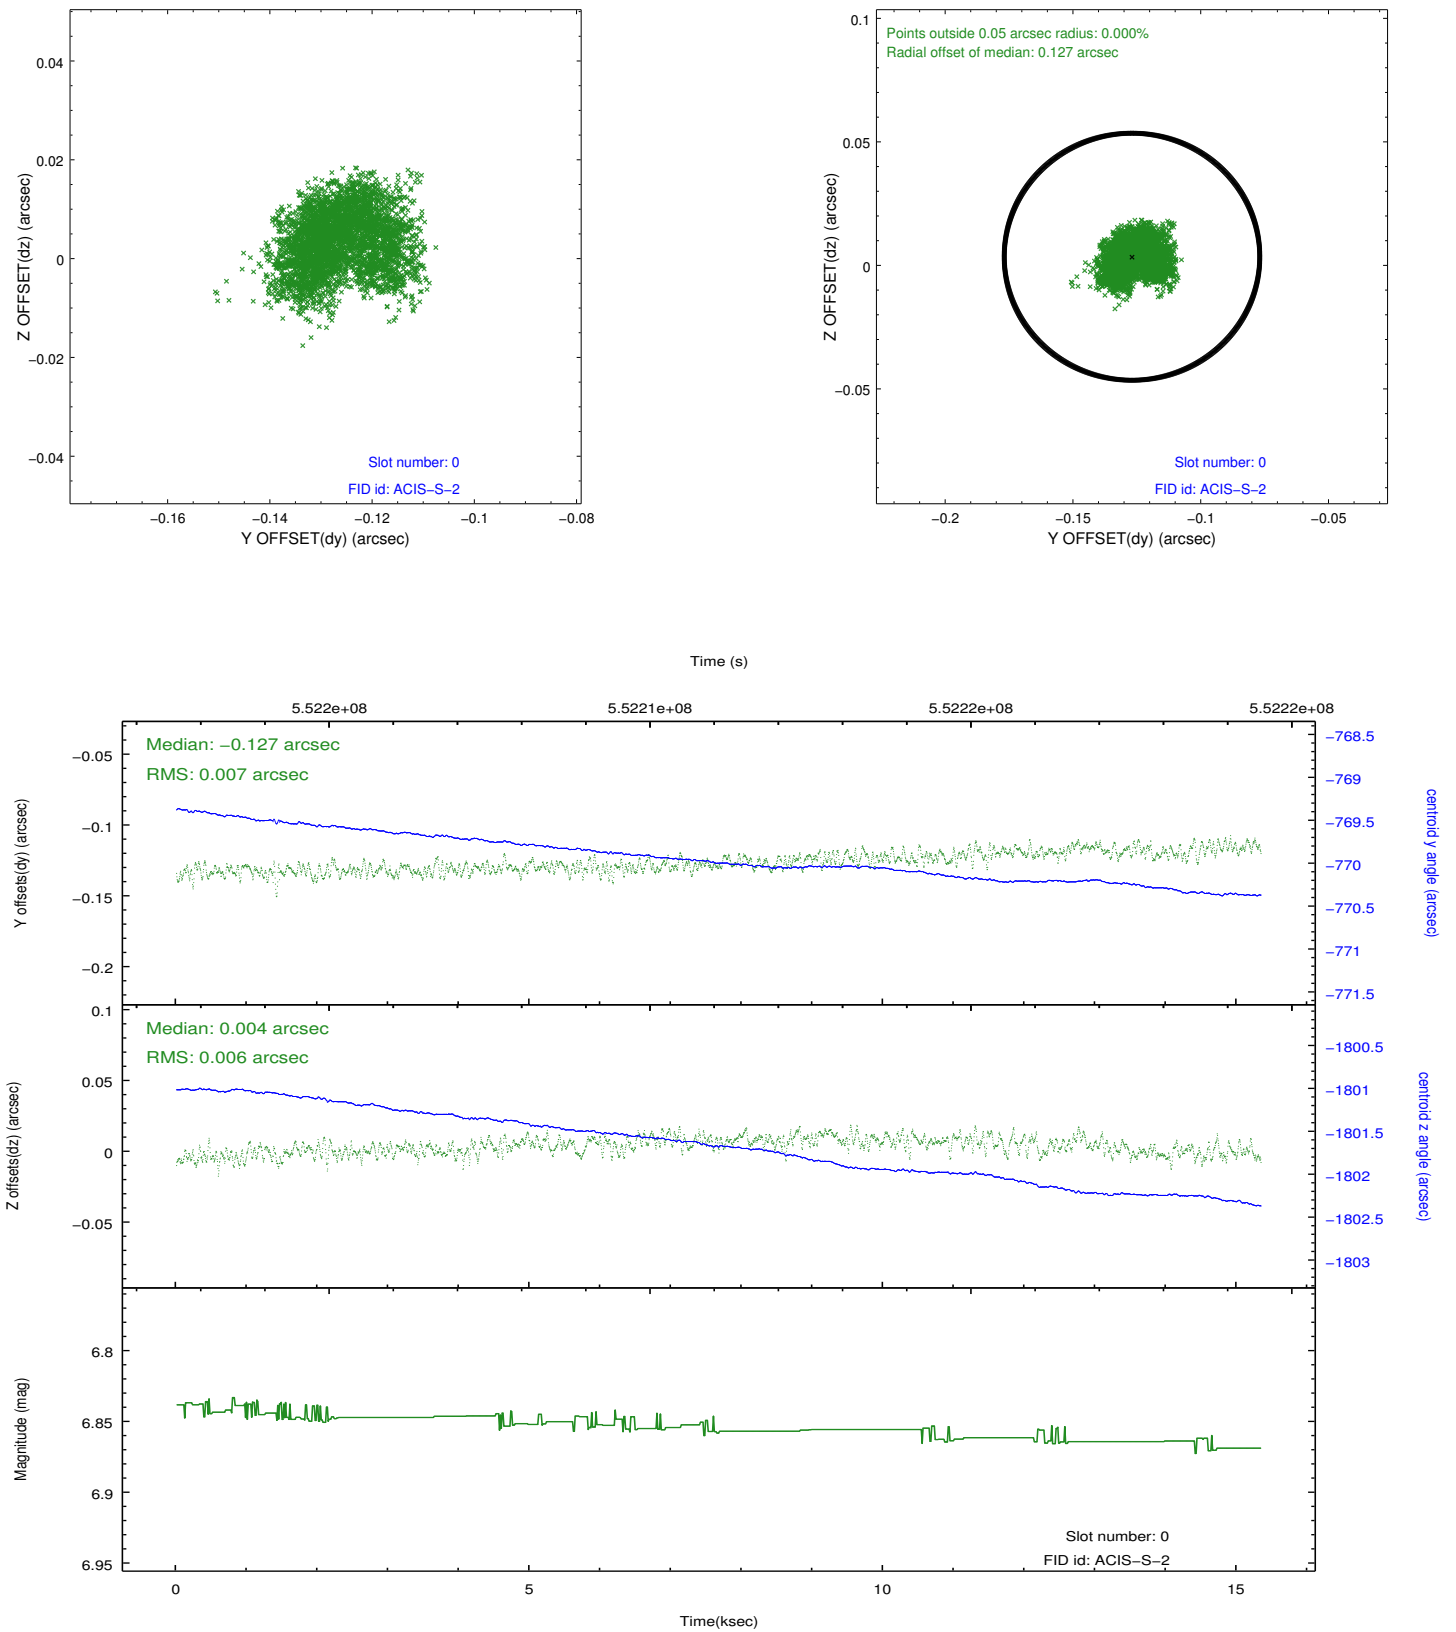 0.04
0.02
0
−0.02
−0.04
Z OFFSET(dz) (arcsec)
Slot number: 0
FID id: ACIS−S−2
−0.16 −0.14 −0.12 −0.1 −0.08
Y OFFSET(dy) (arcsec)
Points outside 0.05 arcsec radius: 0.000%
Radial offset of median: 0.127 arcsec
0.1
0.05
0
−0.05
Z OFFSET(dz) (arcsec)
Slot number: 0
FID id: ACIS−S−2
−0.2 −0.15 −0.1 −0.05
Y OFFSET(dy) (arcsec)
Time (s)
5.522e+08 5.5221e+08 5.5222e+08 5.5222e+08
Median: −0.127 arcsec
RMS: 0.007 arcsec
−0.05
−0.1
−0.15
−0.2
Y offsets(dy) (arcsec)
−768.5
−769
−769.5
−770
−770.5
−771
−771.5
centroid y angle (arcsec)
Median: 0.004 arcsec
RMS: 0.006 arcsec
0.1
0.05
0
−0.05
Z offsets(dz) (arcsec)
−1800.5
−1801
−1801.5
−1802
−1802.5
−1803
centroid z angle (arcsec)
6.8
6.85
6.9
6.95
Magnitude (mag)
Slot number: 0
FID id: ACIS−S−2
0 5 10 15
Time(ksec)